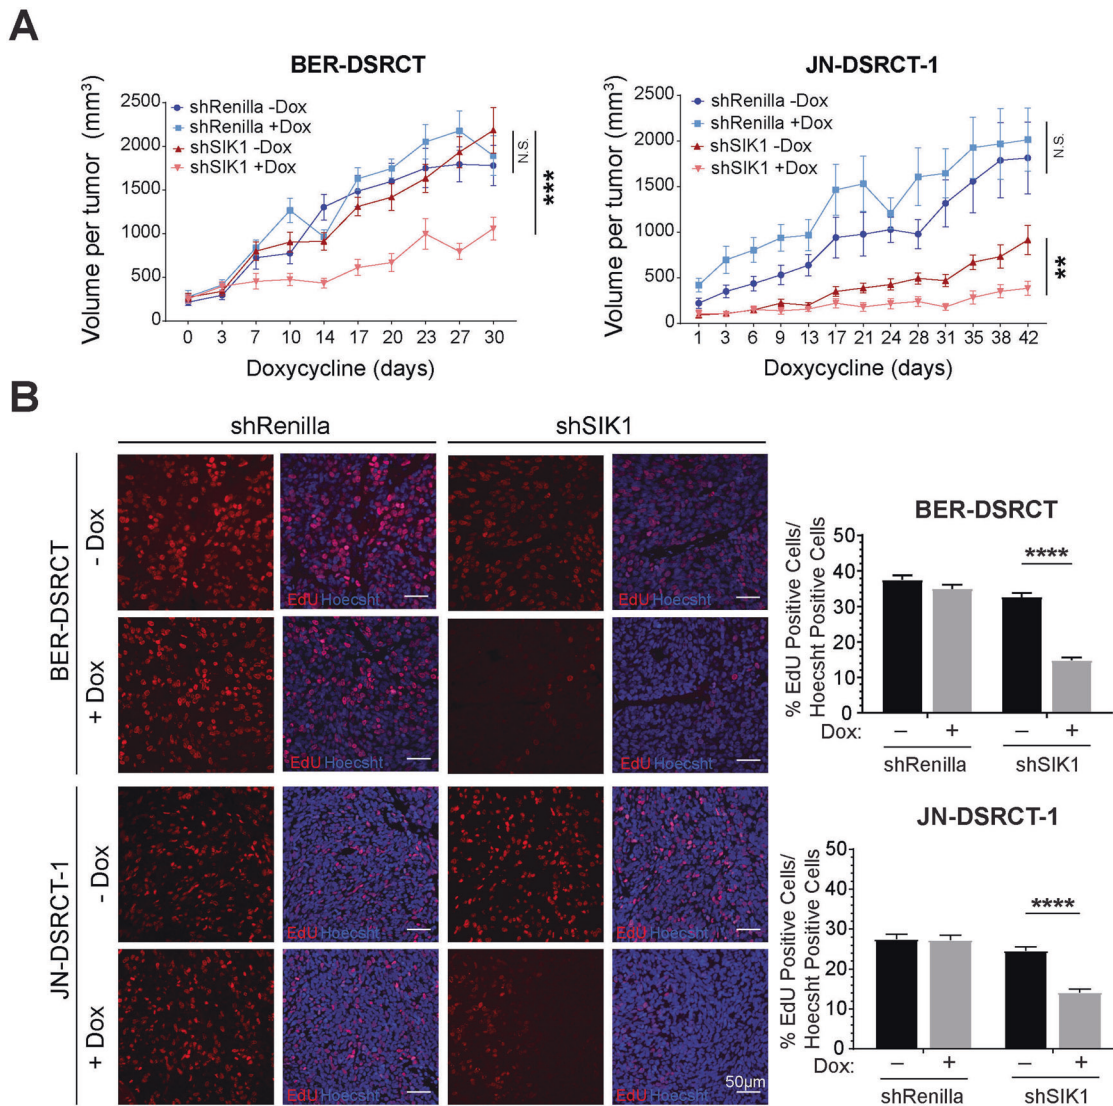 A
BER-DSRCT
Volume per tumor (mm³)
2500
2000
1500
1000
500
0
shRenilla -Dox
shRenilla +Dox
shSIK1 -Dox
shSIK1 +Dox
N.S.
***
0 3 7 10 14 17 20 23 27 30
Doxycycline (days)
JN-DSRCT-1
Volume per tumor (mm³)
2500
2000
1500
1000
500
0
shRenilla -Dox
shRenilla +Dox
shSIK1 -Dox
shSIK1 +Dox
N.S.
**
1 3 6 9 13 17 21 24 28 31 35 38 42
Doxycycline (days)
B
shRenilla
shSIK1
BER-DSRCT
- Dox
EdU Hoecsht
EdU Hoecsht
+ Dox
EdU Hoecsht
EdU Hoecsht
JN-DSRCT-1
- Dox
EdU Hoecsht
EdU Hoecsht
+ Dox
EdU Hoecsht
50µm
EdU Hoecsht
BER-DSRCT
% EdU Positive Cells/
Hoecsht Positive Cells
50
40
30
20
10
0
****
Dox: – + – +
shRenilla shSIK1
JN-DSRCT-1
% EdU Positive Cells/
Hoecsht Positive Cells
50
40
30
20
10
0
****
Dox: – + – +
shRenilla shSIK1